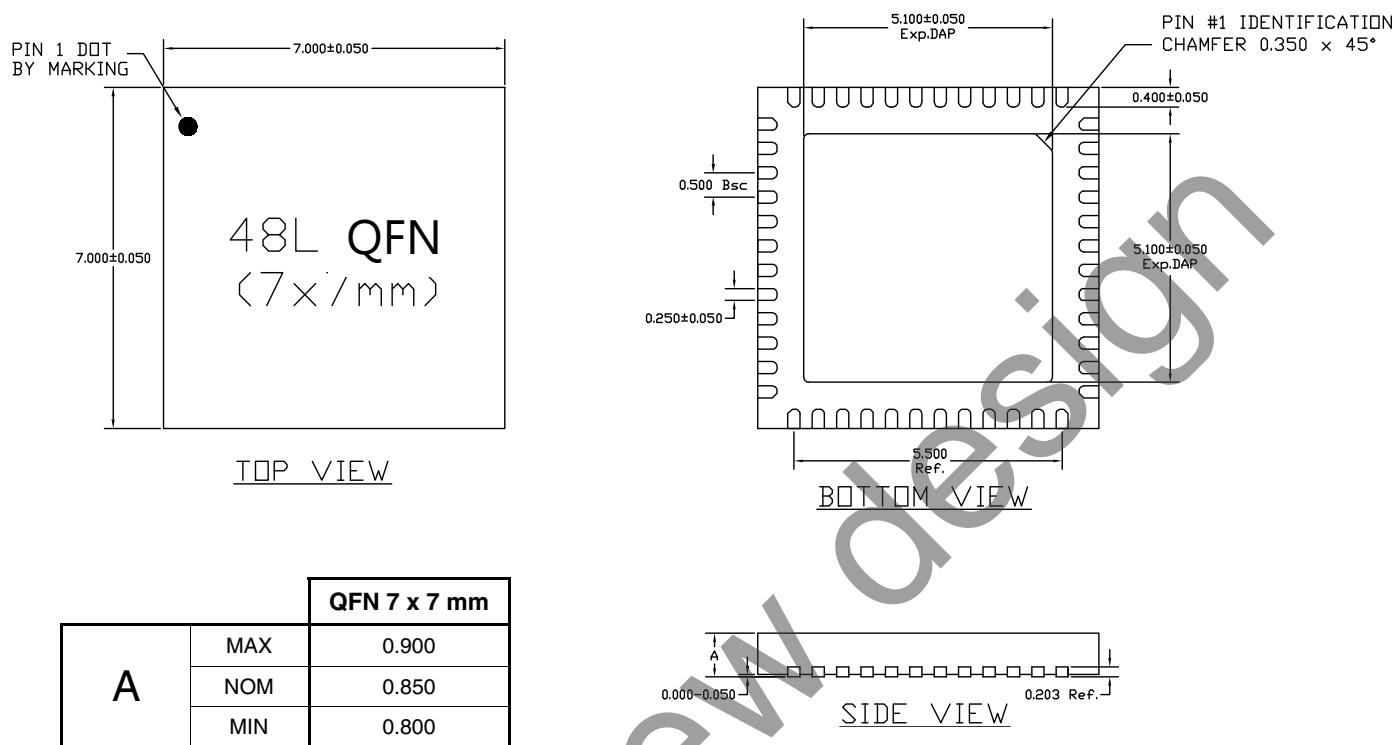 PIN 1 DOT
BY MARKING
7.000±0.050
7.000±0.050
48L QFN
(7x7mm)
TOP VIEW
5.100±0.050
Exp.DAP
PIN #1 IDENTIFICATION
CHAMFER 0.350 x 45°
0.400±0.050
0.500 Bsc
5.100±0.050
Exp.DAP
0.250±0.050
5.500
Ref.
BOTTOM VIEW
QFN 7 x 7 mm
A
MAX 0.900
NOM 0.850
MIN 0.800
A
0.000-0.050
0.203 Ref.
SIDE VIEW
ew design